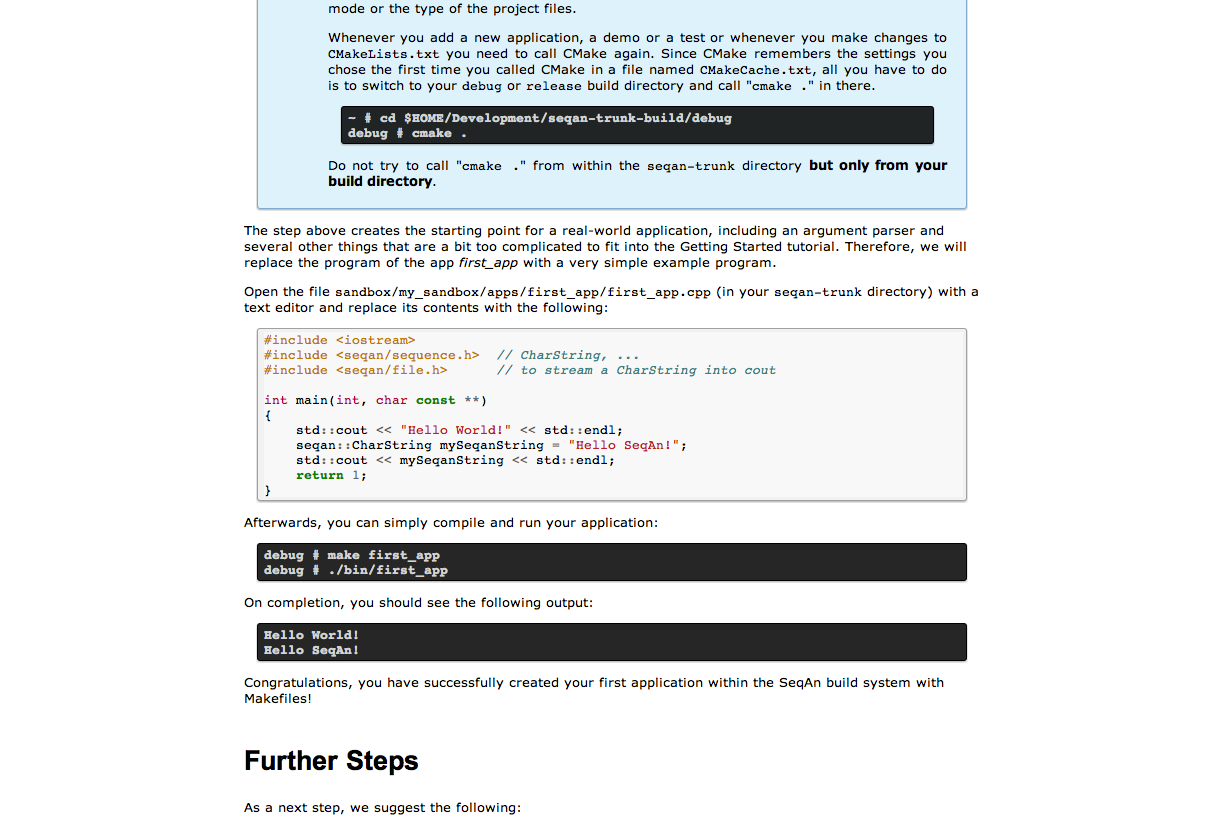 mode or the type of the project files.
Whenever you add a new application, a demo or a test or whenever you make changes to
CMakeLists.txt you need to call CMake again. Since CMake remembers the settings you
chose the first time you called CMake in a file named CMakeCache.txt, all you have to do
is to switch to your debug or release build directory and call "cmake ." in there.
~ # cd $HOME/Development/seqan-trunk-build/debug
debug # cmake .
Do not try to call "cmake ." from within the seqan-trunk directory but only from your
build directory.
The step above creates the starting point for a real-world application, including an argument parser and
several other things that are a bit too complicated to fit into the Getting Started tutorial. Therefore, we will
replace the program of the app first_app with a very simple example program.
Open the file sandbox/my_sandbox/apps/first_app/first_app.cpp (in your seqan-trunk directory) with a
text editor and replace its contents with the following:
#include <iostream>
#include <seqan/sequence.h>  // CharString, ...
#include <seqan/file.h>      // to stream a CharString into cout
int main(int, char const **)
{
    std::cout << "Hello World!" << std::endl;
    seqan::CharString mySeqanString = "Hello SeqAn!";
    std::cout << mySeqanString << std::endl;
    return 1;
}
Afterwards, you can simply compile and run your application:
debug # make first_app
debug # ./bin/first_app
On completion, you should see the following output:
Hello World!
Hello SeqAn!
Congratulations, you have successfully created your first application within the SeqAn build system with
Makefiles!
Further Steps
As a next step, we suggest the following: